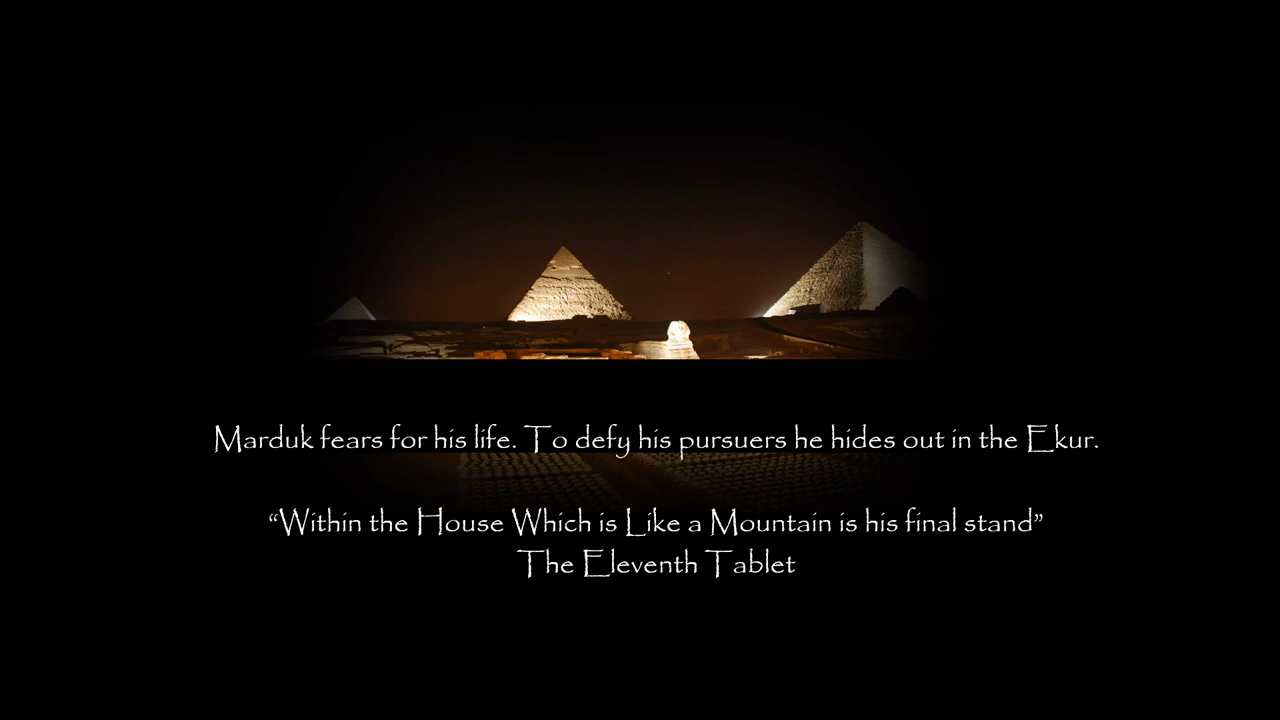 Marduk fears for his life. To defy his pursuers he hides out in the Ekur.
“Within the House Which is Like a Mountain is his final stand”
The Eleventh Tablet